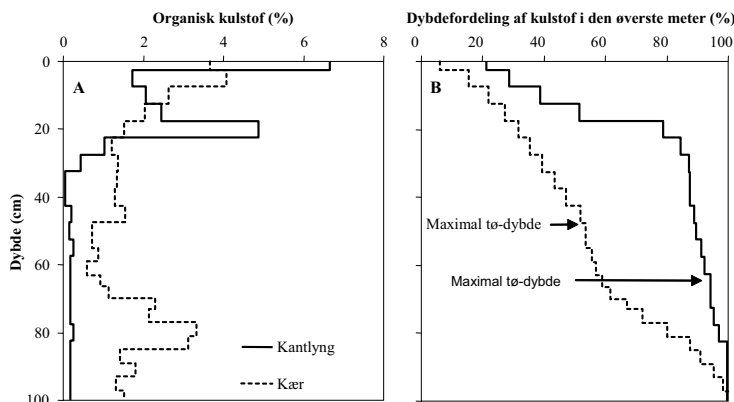 Organisk kulstof (%)
0 2 4 6 8
0
20
40
60
80
100
Dybde (cm)
A
Kantlyng
Kær
Dybdefordeling af kulstof i den øverste meter (%)
0 20 40 60 80 100
B
Maximal tø-dybde
Maximal tø-dybde